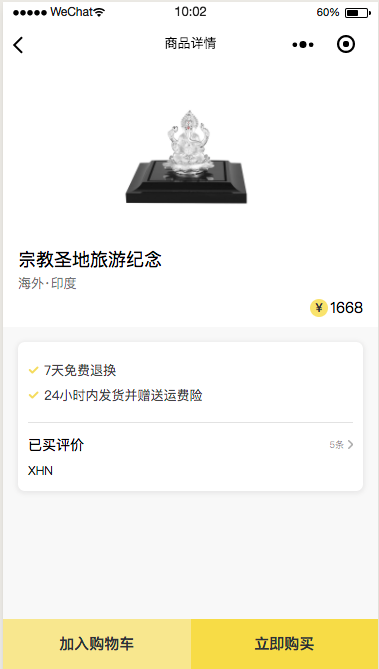 WeChat 10:02 60%
商品详情
宗教圣地旅游纪念
海外·印度
¥ 1668
7天免费退换
24小时内发货并赠送运费险
已买评价 5条
XHN
加入购物车 立即购买